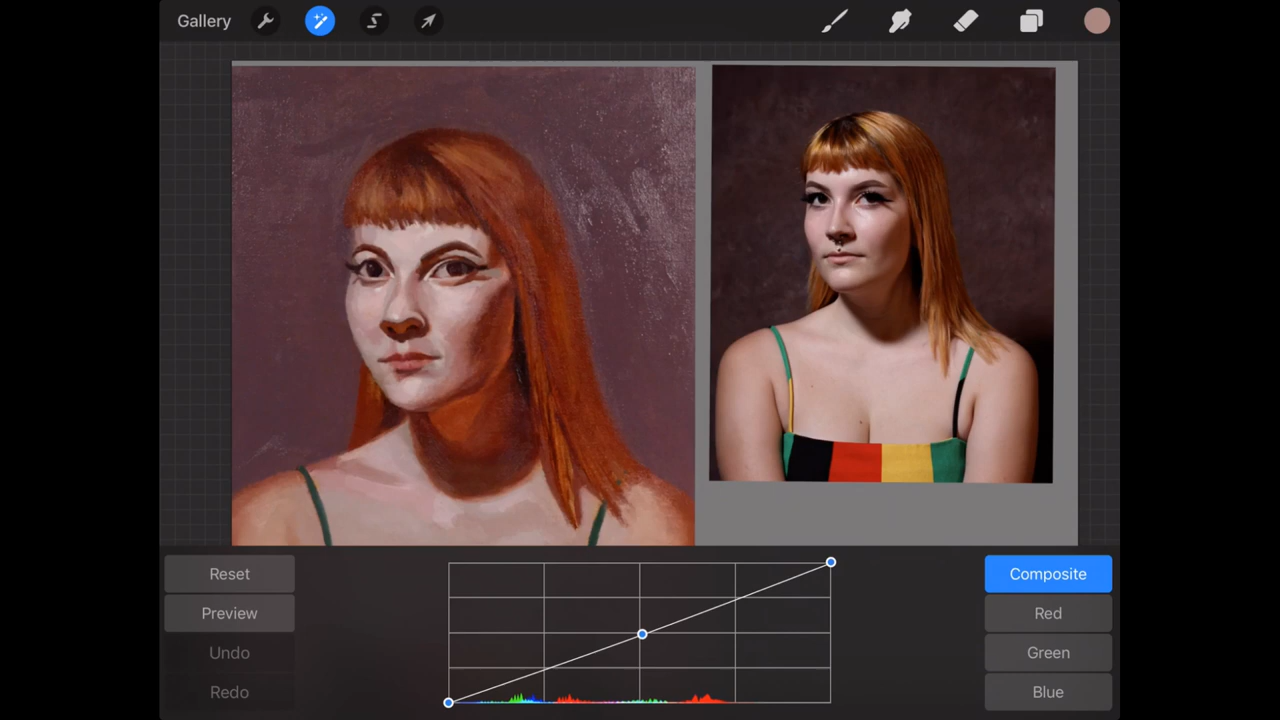 Gallery
Reset
Preview
Undo
Redo
Composite
Red
Green
Blue